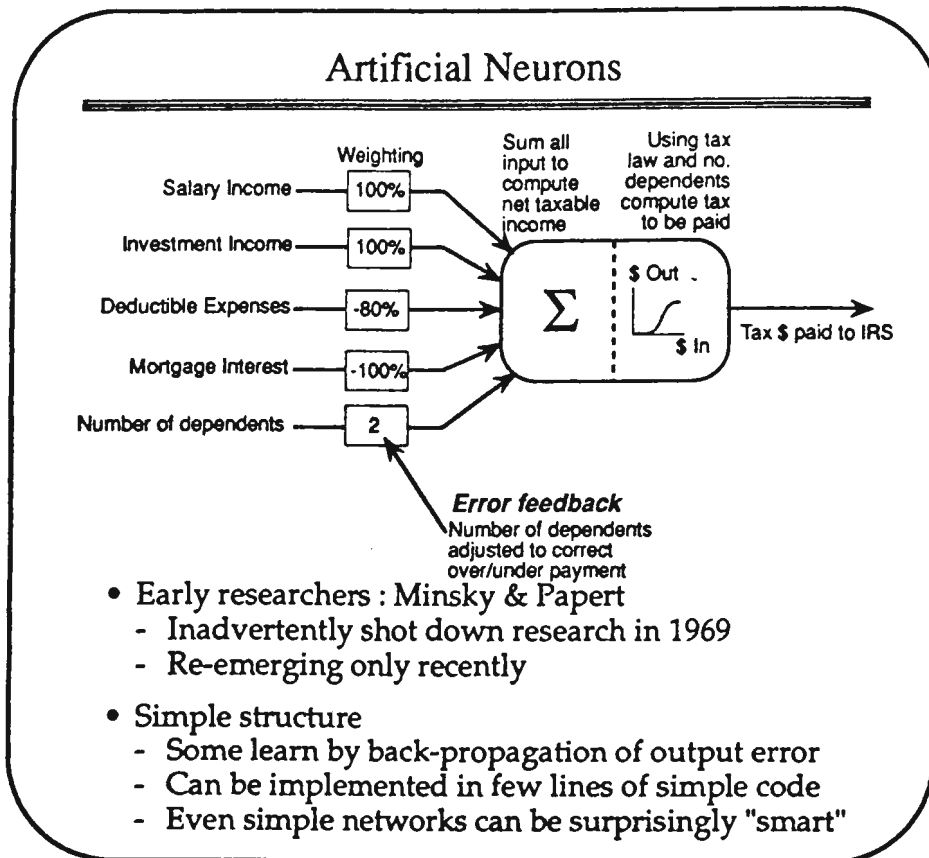 Artificial Neurons
Weighting
Sum all
input to
compute
net taxable
income
Using tax
law and no.
dependents
compute tax
to be paid
Salary Income
100%
Investment Income
100%
Deductible Expenses
-80%
Mortgage Interest
-100%
Number of dependents
2
Σ
$ Out
$ In
Tax $ paid to IRS
Error feedback
Number of dependents
adjusted to correct
over/under payment
• Early researchers : Minsky & Papert
- Inadvertently shot down research in 1969
- Re-emerging only recently
• Simple structure
- Some learn by back-propagation of output error
- Can be implemented in few lines of simple code
- Even simple networks can be surprisingly "smart"